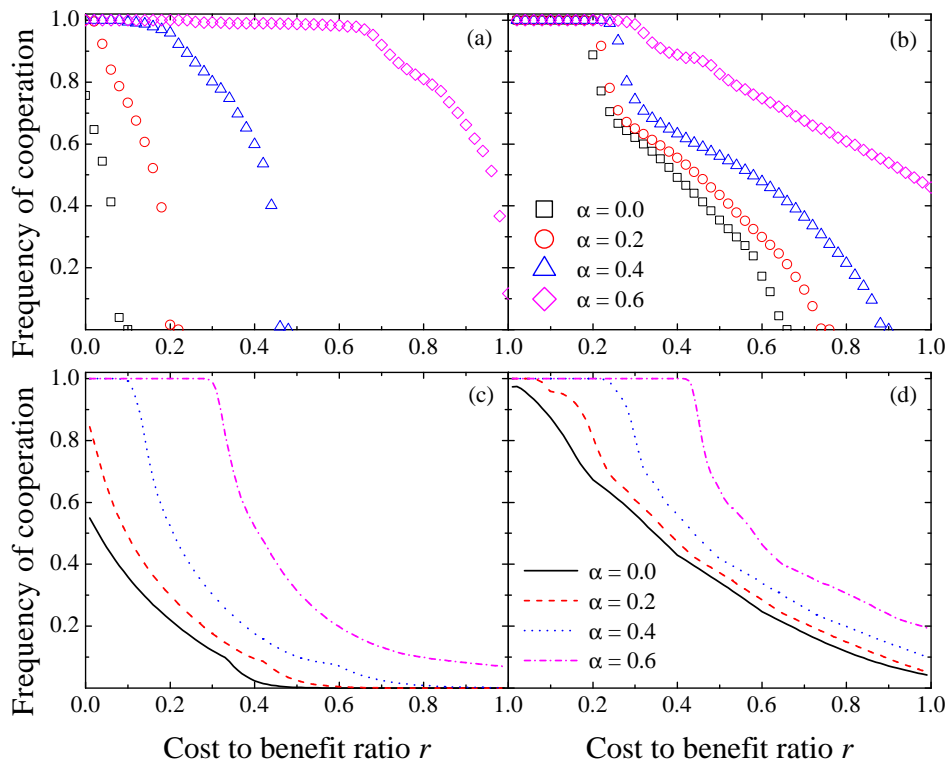 1.0
0.8
0.6
0.4
0.2
Frequency of cooperation
(a)
0.0 0.2 0.4 0.6 0.8 1.0
(b)
α = 0.0
α = 0.2
α = 0.4
α = 0.6
0.2 0.4 0.6 0.8 1.0
1.0
0.8
0.6
0.4
0.2
Frequency of cooperation
(c)
0.0 0.2 0.4 0.6 0.8 1.0
Cost to benefit ratio r
(d)
α = 0.0
α = 0.2
α = 0.4
α = 0.6
0.2 0.4 0.6 0.8 1.0
Cost to benefit ratio r